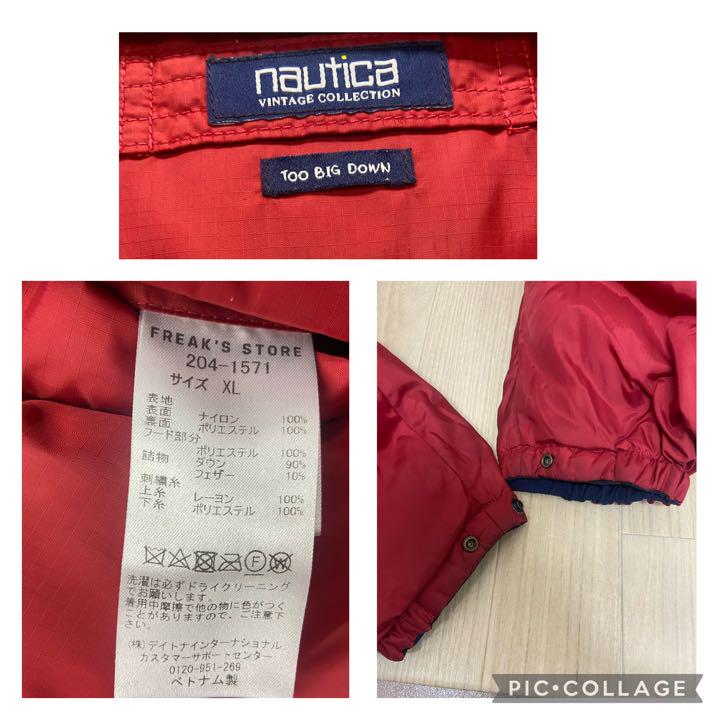 nautica
VINTAGE COLLECTION
TOO BIG DOWN
FREAK'S STORE
204-1571
サイズ XL
表地
表面 ナイロン 100%
裏面 ポリエステル 100%
フード部分
ポリエステル 100%
詰物 ダウン 90%
フェザー 10%
刺繍糸
上糸 レーヨン 100%
下糸 ポリエステル 100%
洗濯は必ずドライクリーニング
でお願いします。
着用中摩擦で他の物に色がつく
ことがありますので、ご注意下
さい。
(株)デイトナインターナショナル
カスタマーサポートセンター
0120-951-269
ベトナム製
PIC•COLLAGE